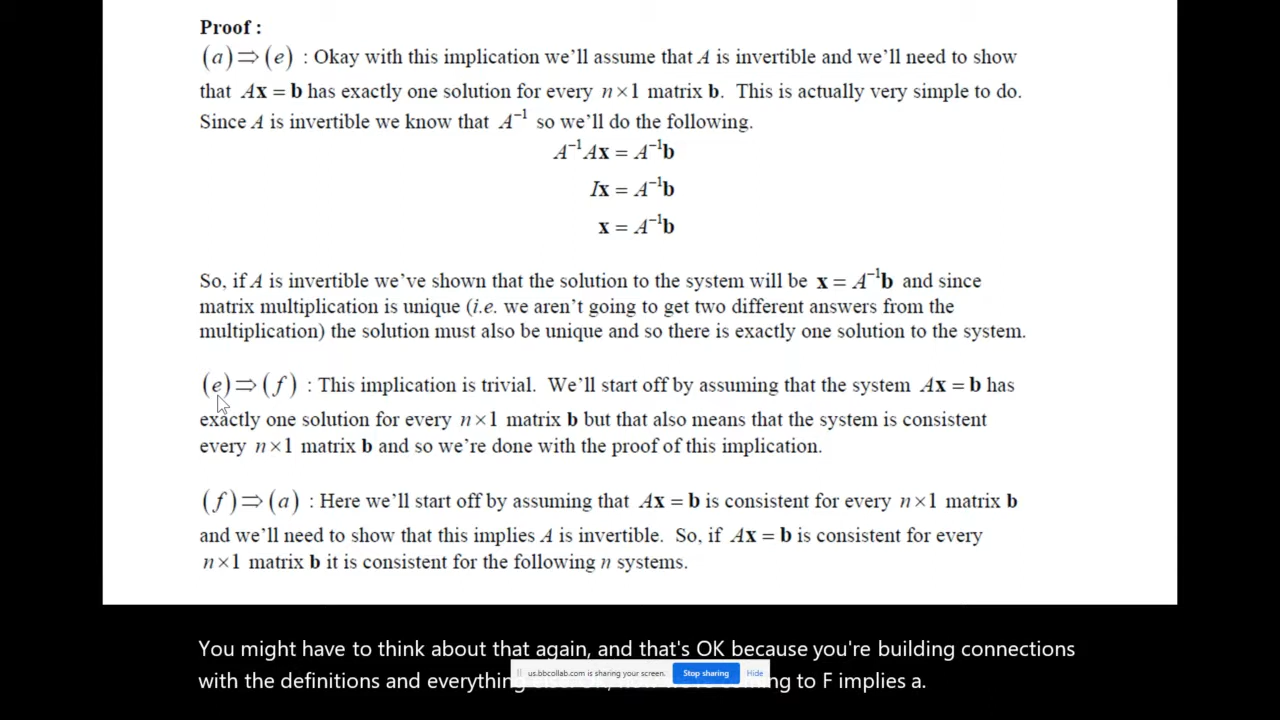 Proof :
(a) ⇒ (e) : Okay with this implication we'll assume that A is invertible and we'll need to show
that Ax = b has exactly one solution for every n×1 matrix b. This is actually very simple to do.
Since A is invertible we know that A⁻¹ so we'll do the following.
A⁻¹Ax = A⁻¹b
Ix = A⁻¹b
x = A⁻¹b
So, if A is invertible we've shown that the solution to the system will be x = A⁻¹b and since
matrix multiplication is unique (i.e. we aren't going to get two different answers from the
multiplication) the solution must also be unique and so there is exactly one solution to the system.
(e) ⇒ (f) : This implication is trivial. We'll start off by assuming that the system Ax = b has
exactly one solution for every n×1 matrix b but that also means that the system is consistent
every n×1 matrix b and so we're done with the proof of this implication.
(f) ⇒ (a) : Here we'll start off by assuming that Ax = b is consistent for every n×1 matrix b
and we'll need to show that this implies A is invertible. So, if Ax = b is consistent for every
n×1 matrix b it is consistent for the following n systems.
You might have to think about that again, and that's OK because you're building connections
with the definitions and to F implies a.
us.bbcollab.com is sharing your screen. Stop sharing Hide